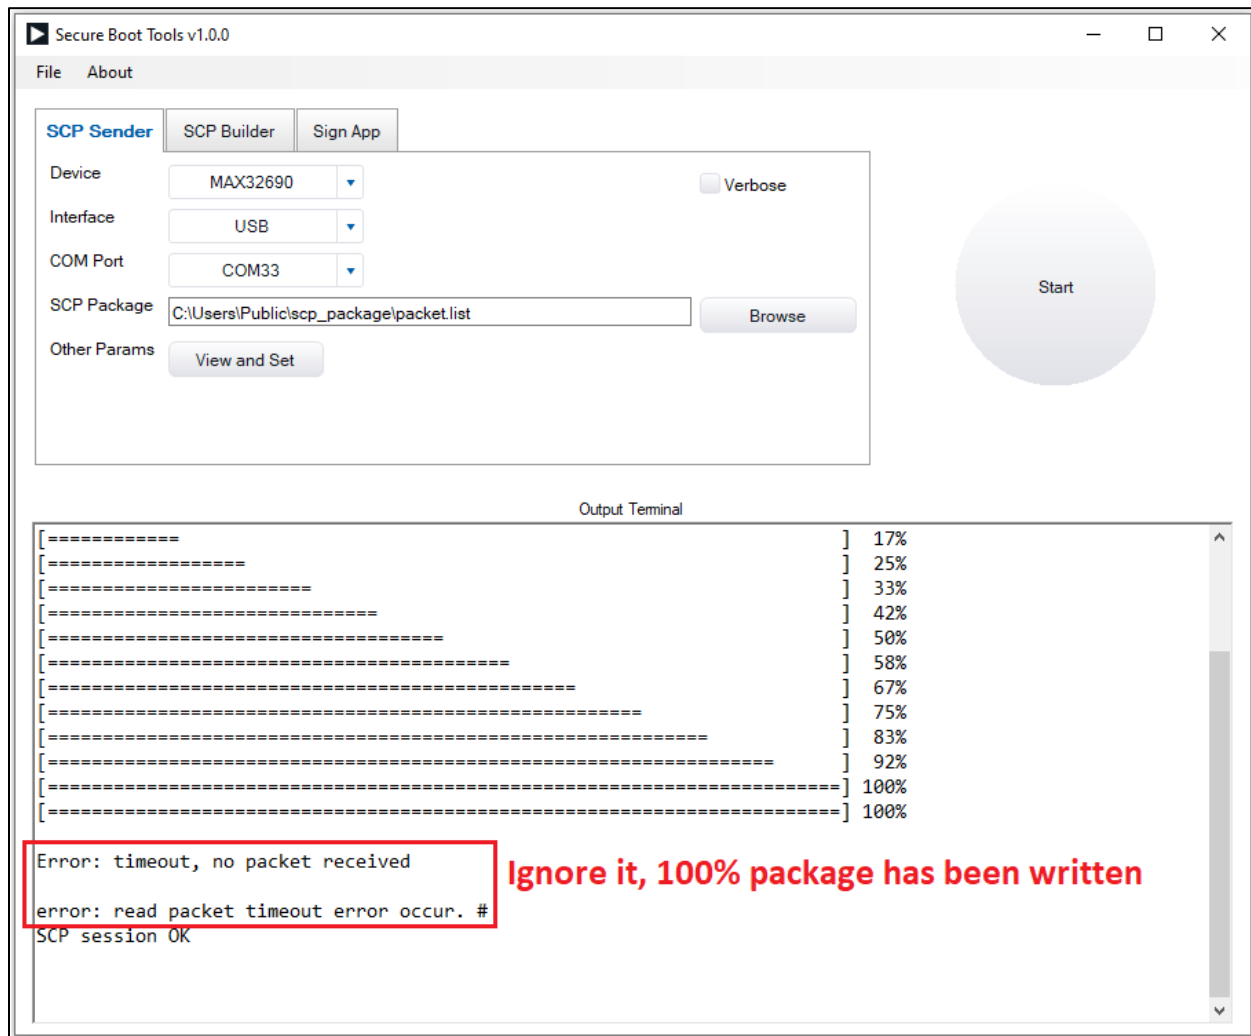 Secure Boot Tools v1.0.0
File About
SCP Sender SCP Builder Sign App
Device MAX32690 Verbose
Interface USB
COM Port COM33
SCP Package C:\Users\Public\scp_package\packet.list Browse
Other Params View and Set
Start
Output Terminal
[============ ] 17%
[================== ] 25%
[======================== ] 33%
[============================== ] 42%
[==================================== ] 50%
[========================================== ] 58%
[================================================ ] 67%
[====================================================== ] 75%
[============================================================ ] 83%
[================================================================== ] 92%
[========================================================================] 100%
[========================================================================] 100%
Error: timeout, no packet received
Ignore it, 100% package has been written
error: read packet timeout error occur. #
SCP session OK